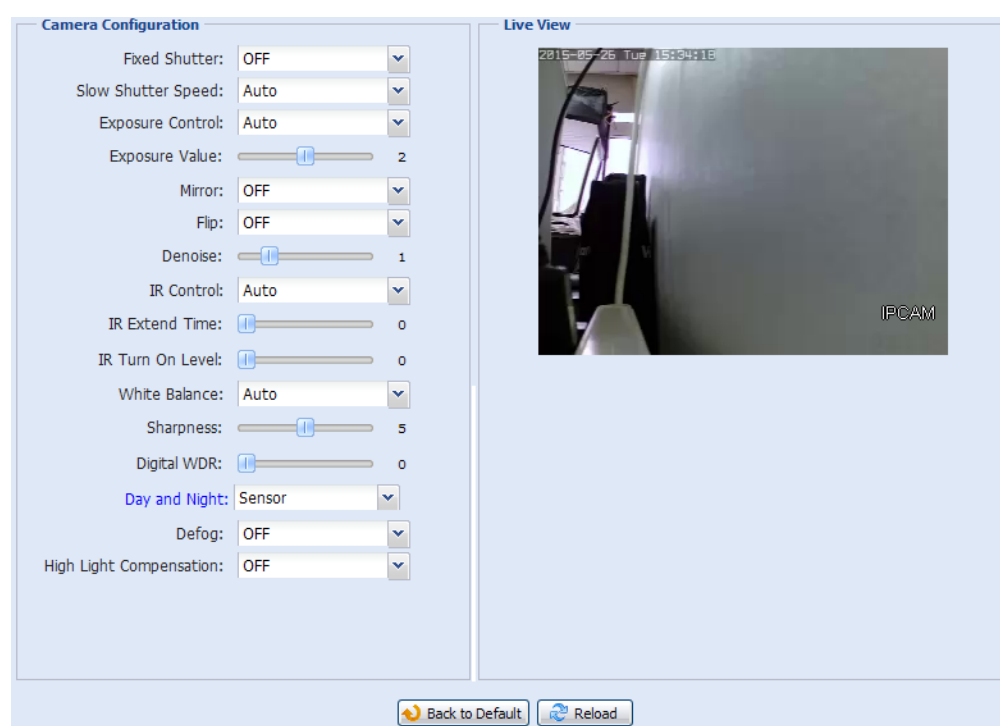 Camera Configuration
Fixed Shutter: OFF
Slow Shutter Speed: Auto
Exposure Control: Auto
Exposure Value: 2
Mirror: OFF
Flip: OFF
Denoise: 1
IR Control: Auto
IR Extend Time: 0
IR Turn On Level: 0
White Balance: Auto
Sharpness: 5
Digital WDR: 0
Day and Night: Sensor
Defog: OFF
High Light Compensation: OFF
Live View
2015-05-26 Tue 15:34:18
IPCAM
Back to Default
Reload